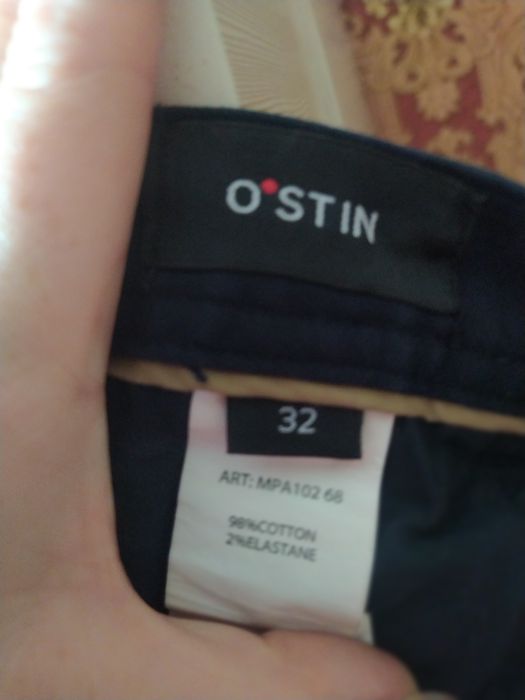 O'STIN
32
ART: MPA102 68
98%COTTON
2%ELASTANE